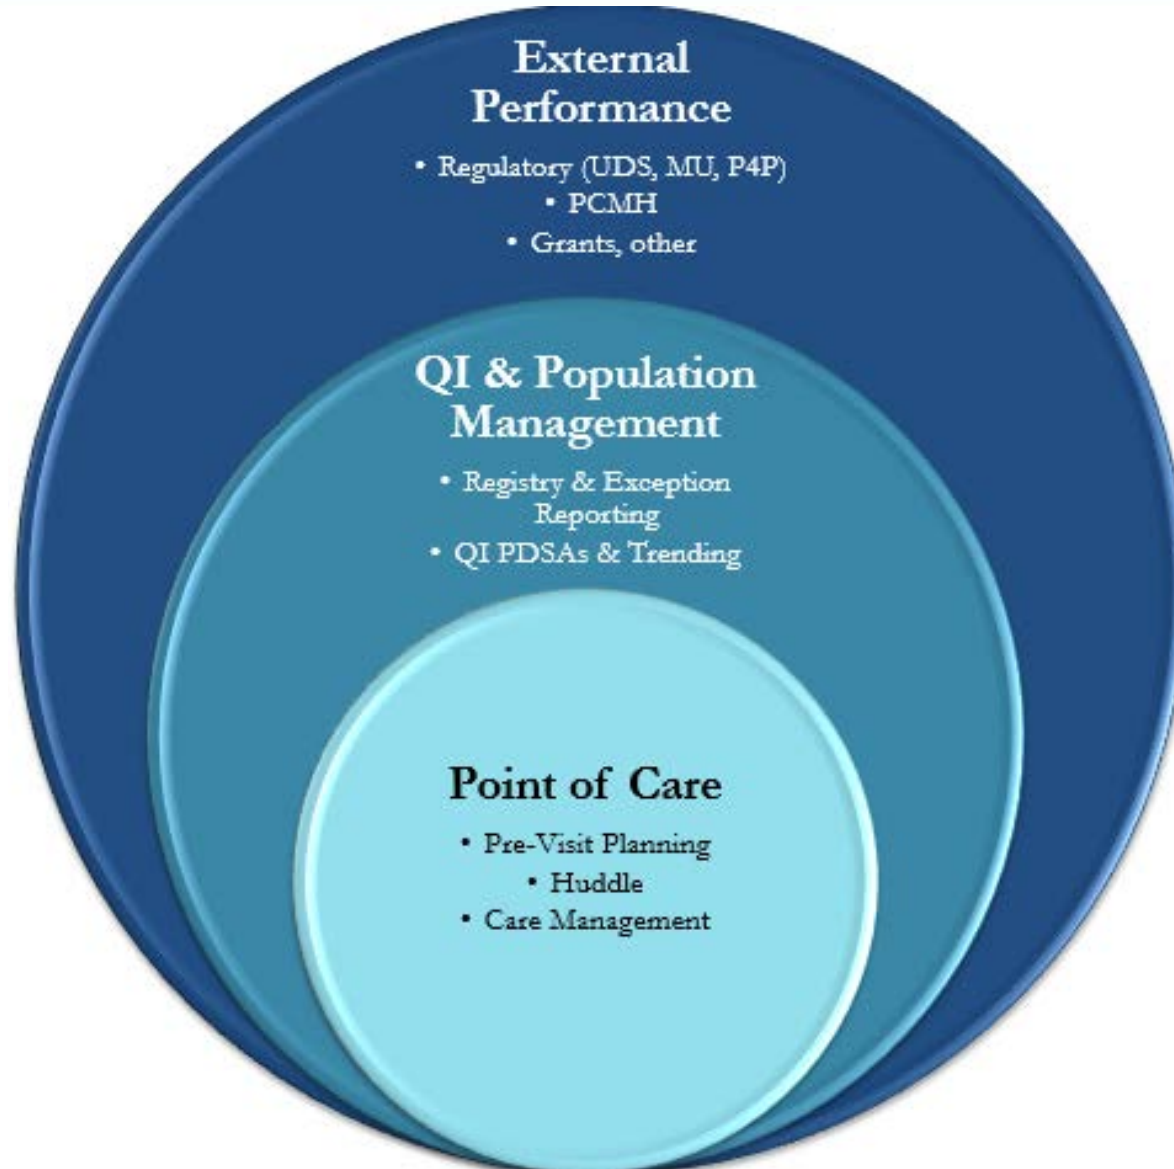 External
Performance
• Regulatory (UDS, MU, P4P)
• PCMH
• Grants, other
QI & Population
Management
• Registry & Exception
Reporting
• QI PDSAs & Trending
Point of Care
• Pre-Visit Planning
• Huddle
• Care Management